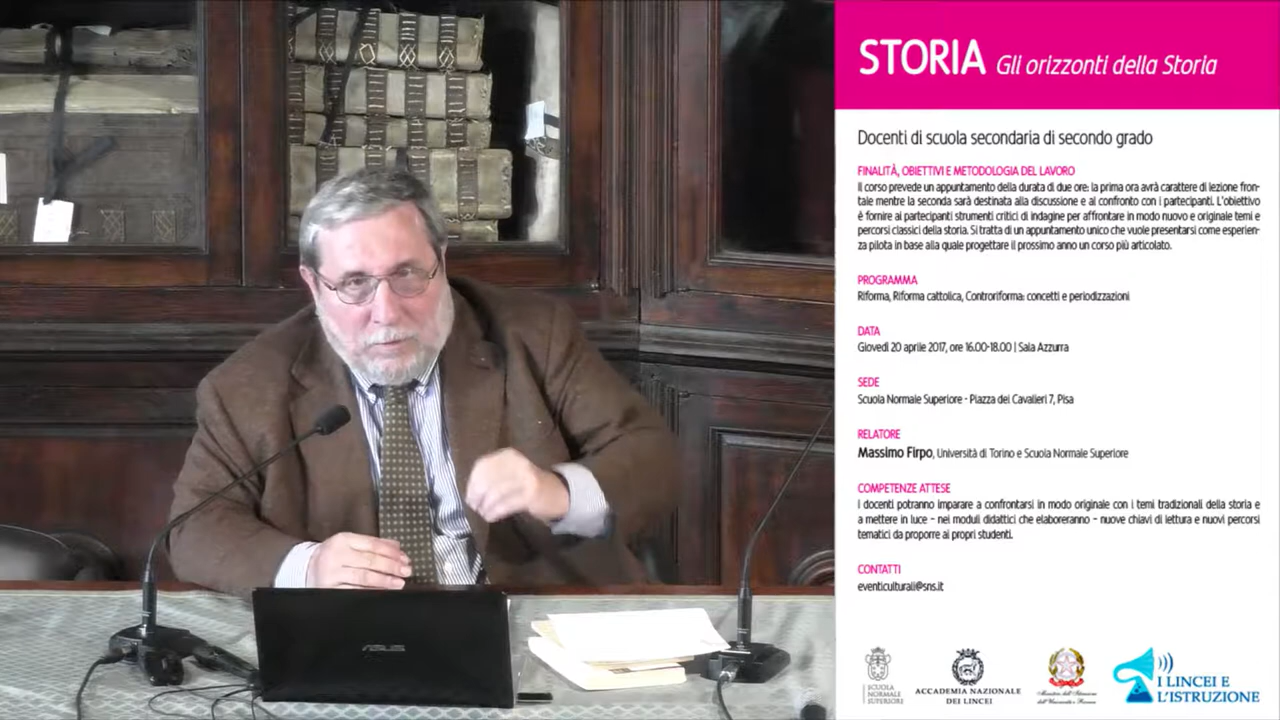 STORIA Gli orizzonti della Storia
Docenti di scuola secondaria di secondo grado
FINALITÀ, OBIETTIVI E METODOLOGIA DEL LAVORO
Il corso prevede un appuntamento della durata di due ore: la prima ora avrà carattere di lezione fron-
tale mentre la seconda sarà destinata alla discussione e al confronto con i partecipanti. L'obiettivo
è fornire ai partecipanti strumenti critici di indagine per affrontare in modo nuovo e originale temi e
percorsi classici della storia. Si tratta di un appuntamento unico che vuole presentarsi come esperien-
za pilota in base alla quale progettare il prossimo anno un corso più articolato.
PROGRAMMA
Riforma, Riforma cattolica, Controriforma: concetti e periodizzazioni
DATA
Giovedì 20 aprile 2017, ore 16.00-18.00 | Sala Azzurra
SEDE
Scuola Normale Superiore - Piazza dei Cavalieri 7, Pisa
RELATORE
Massimo Firpo, Università di Torino e Scuola Normale Superiore
COMPETENZE ATTESE
I docenti potranno imparare a confrontarsi in modo originale con i temi tradizionali della storia e
a mettere in luce – nei moduli didattici che elaboreranno – nuove chiavi di lettura e nuovi percorsi
tematici da proporre ai propri studenti.
CONTATTI
eventiculturali@sns.it
SCUOLA
NORMALE
SUPERIORE
ACCADEMIA NAZIONALE
DEI LINCEI
Ministero dell'Istruzione
dell'Università e Ricerca
I LINCEI E
L'ISTRUZIONE
ASUS